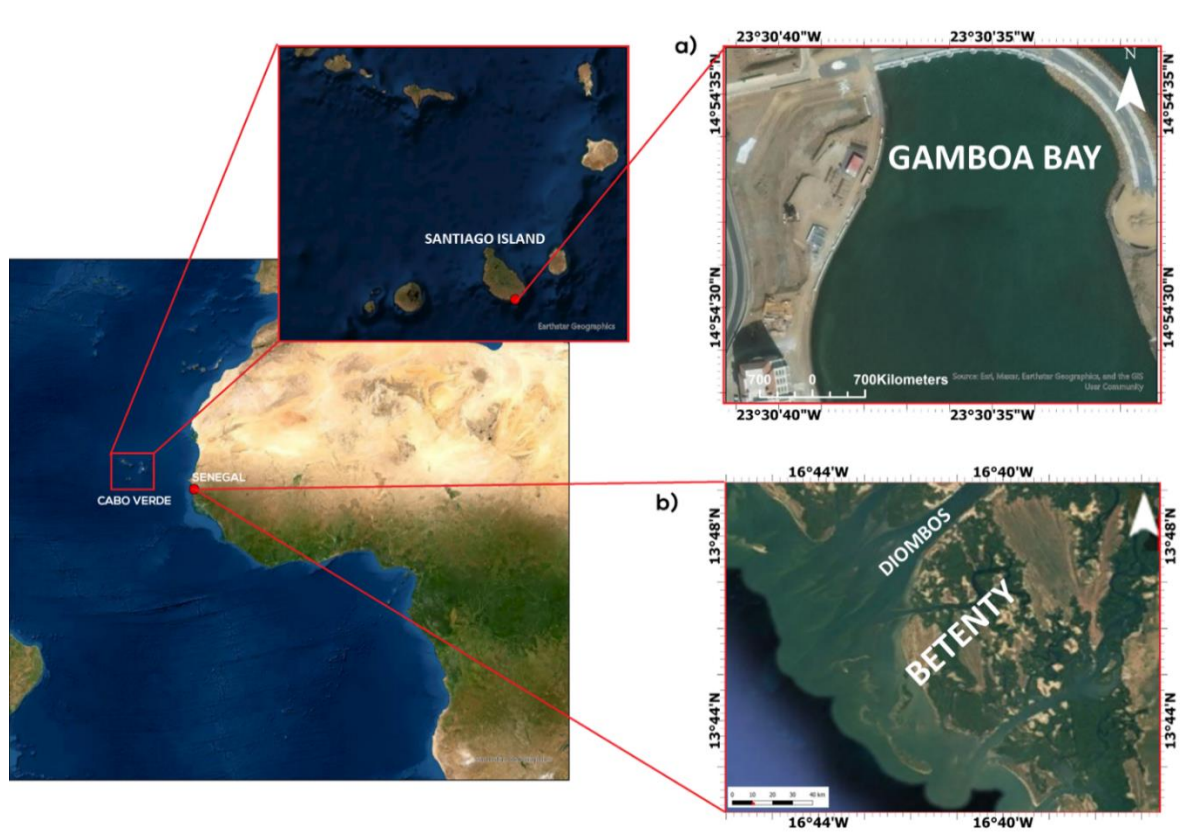 a)
23°30'40"W 23°30'35"W
14°54'35"N
14°54'35"N
N
GAMBOA BAY
SANTIAGO ISLAND
14°54'30"N
14°54'30"N
Earthstar Geographics
700 0 700Kilometers
Source: Esri, Maxar, Earthstar Geographics, and the GIS
User Community
23°30'40"W 23°30'35"W
SENEGAL
CABO VERDE
b)
16°44'W 16°40'W
13°48'N
13°48'N
DIOMBOS
BETENTY
13°44'N
13°44'N
0 10 20 30 40 km
16°44'W 16°40'W